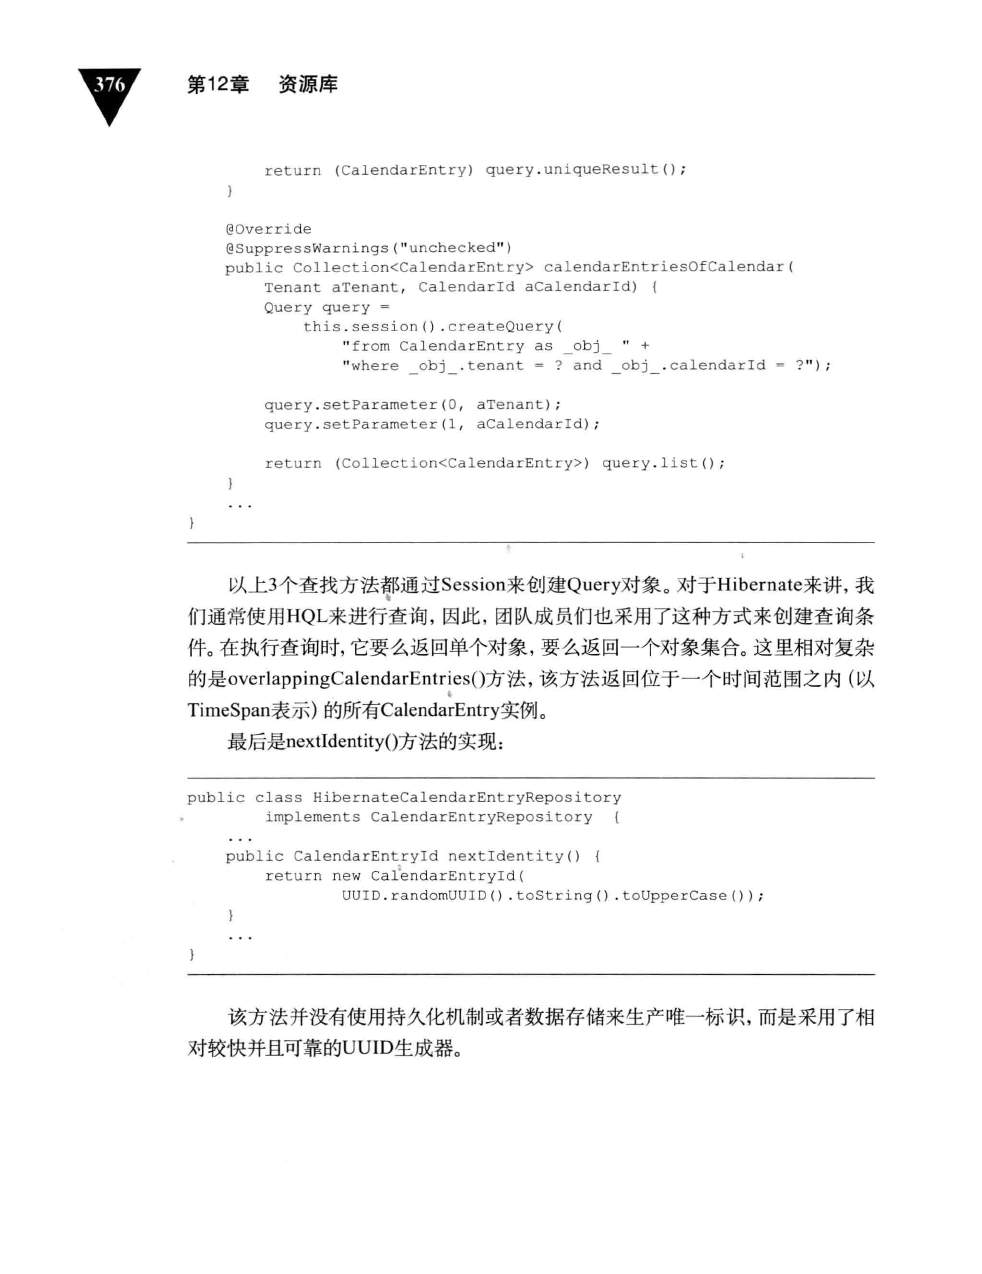 376 第12章 资源库
return (CalendarEntry) query.uniqueResult();
}
@Override
@SuppressWarnings("unchecked")
public Collection<CalendarEntry> calendarEntriesOfCalendar(
Tenant aTenant, CalendarId aCalendarId) {
Query query =
this.session().createQuery(
"from CalendarEntry as _obj_ " +
"where _obj_.tenant = ? and _obj_.calendarId = ?");
query.setParameter(0, aTenant);
query.setParameter(1, aCalendarId);
return (Collection<CalendarEntry>) query.list();
}
...
}
以上3个查找方法都通过Session来创建Query对象。对于Hibernate来讲，我
们通常使用HQL来进行查询，因此，团队成员们也采用了这种方式来创建查询条
件。在执行查询时，它要么返回单个对象，要么返回一个对象集合。这里相对复杂
的是overlappingCalendarEntries()方法，该方法返回位于一个时间范围之内（以
TimeSpan表示）的所有CalendarEntry实例。
最后是nextIdentity()方法的实现：
public class HibernateCalendarEntryRepository
implements CalendarEntryRepository {
...
public CalendarEntryId nextIdentity() {
return new CalendarEntryId(
UUID.randomUUID().toString().toUpperCase());
}
...
}
该方法并没有使用持久化机制或者数据存储来生产唯一标识，而是采用了相
对较快并且可靠的UUID生成器。